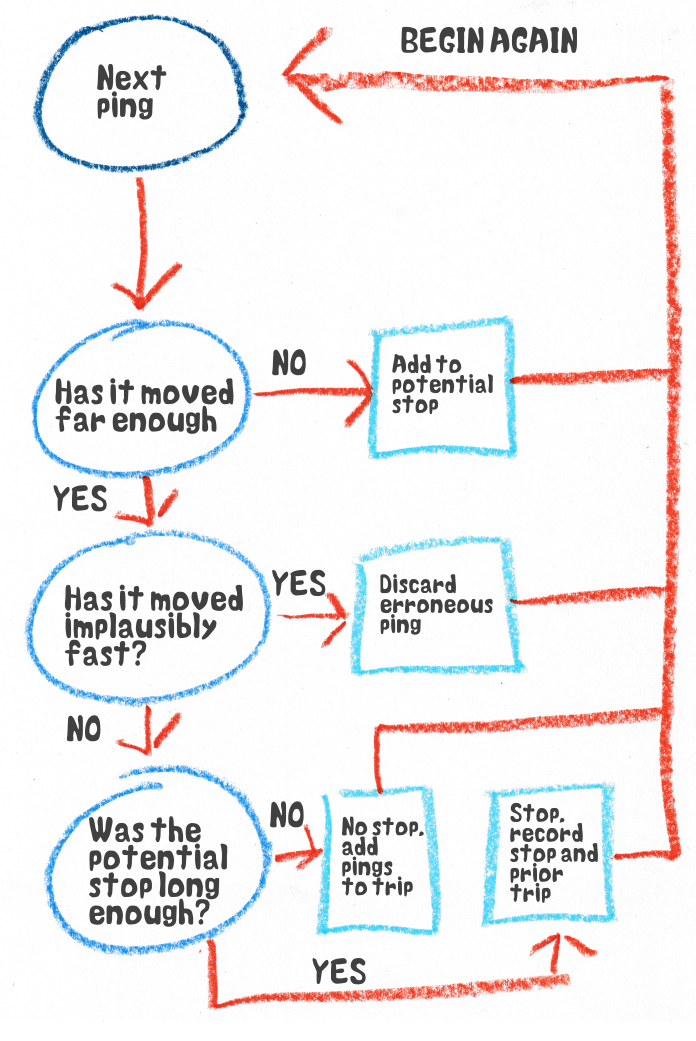 BEGIN AGAIN
Next
ping
NO
Add to
potential
stop
Has it moved
far enough
YES
YES
Discard
erroneous
ping
Has it moved
implausibly
fast?
NO
NO
No stop,
add
pings
to trip
Stop,
record
stop and
prior
trip
Was the
potential
stop long
enough?
YES